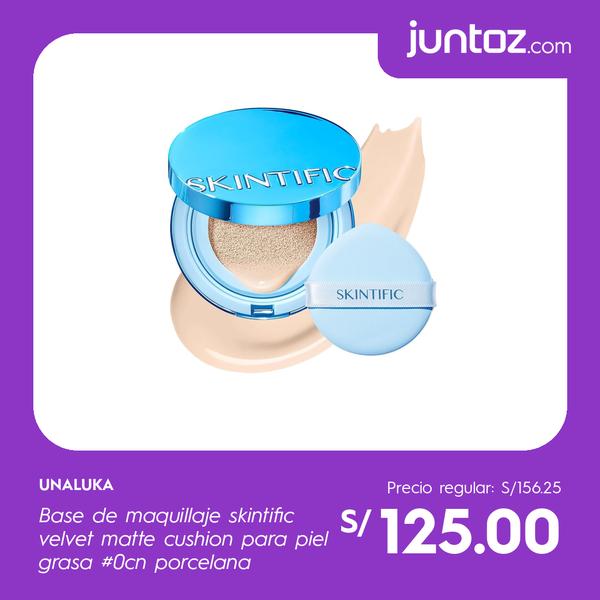 juntoz.com
SKINTIFIC
SKINTIFIC
UNALUKA
Precio regular: S/156.25
Base de maquillaje skintific
velvet matte cushion para piel
grasa #0cn porcelana
S/125.00